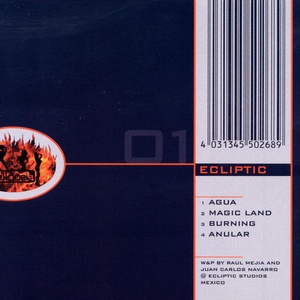 4 031345 502689
01
ECLIPTIC
1 AGUA
2 MAGIC LAND
3 BURNING
4 ANULAR
W&P BY RAUL MEJIA AND
JUAN CARLOS NAVARRO
@ ECLIPTIC STUDIOS
MEXICO